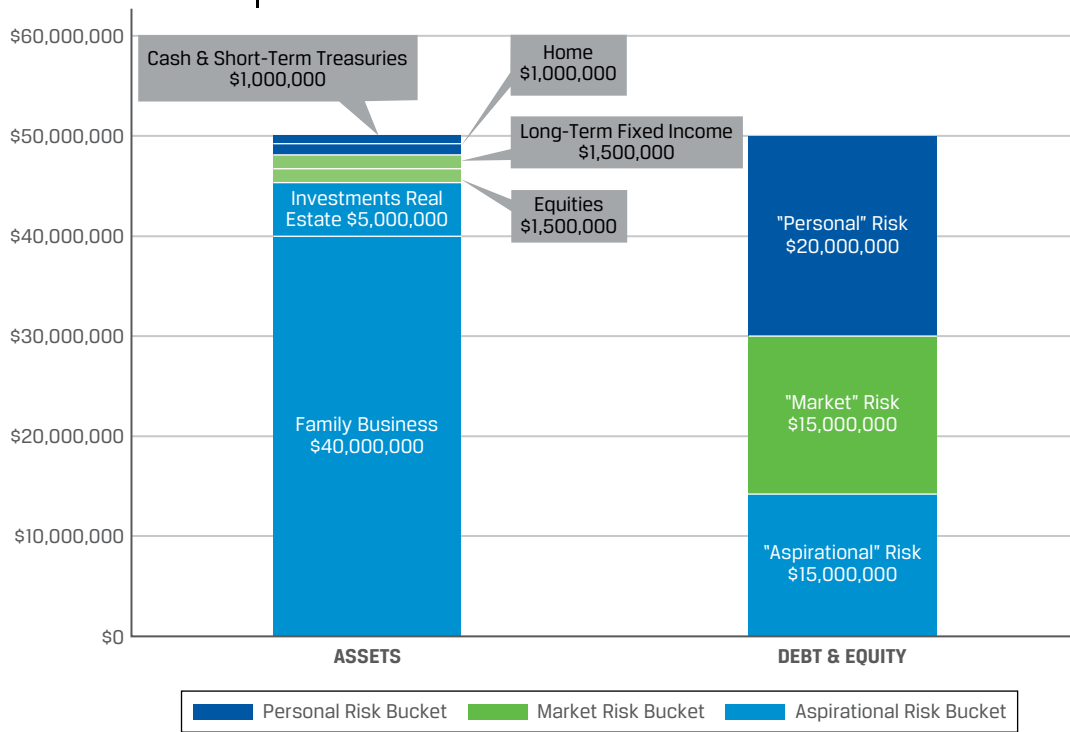 $60,000,000
$50,000,000
$40,000,000
$30,000,000
$20,000,000
$10,000,000
$0
Cash & Short-Term Treasuries
$1,000,000
Home
$1,000,000
Long-Term Fixed Income
$1,500,000
Equities
$1,500,000
Investments Real
Estate $5,000,000
Family Business
$40,000,000
"Personal" Risk
$20,000,000
"Market" Risk
$15,000,000
"Aspirational" Risk
$15,000,000
ASSETS
DEBT & EQUITY
Personal Risk Bucket
Market Risk Bucket
Aspirational Risk Bucket